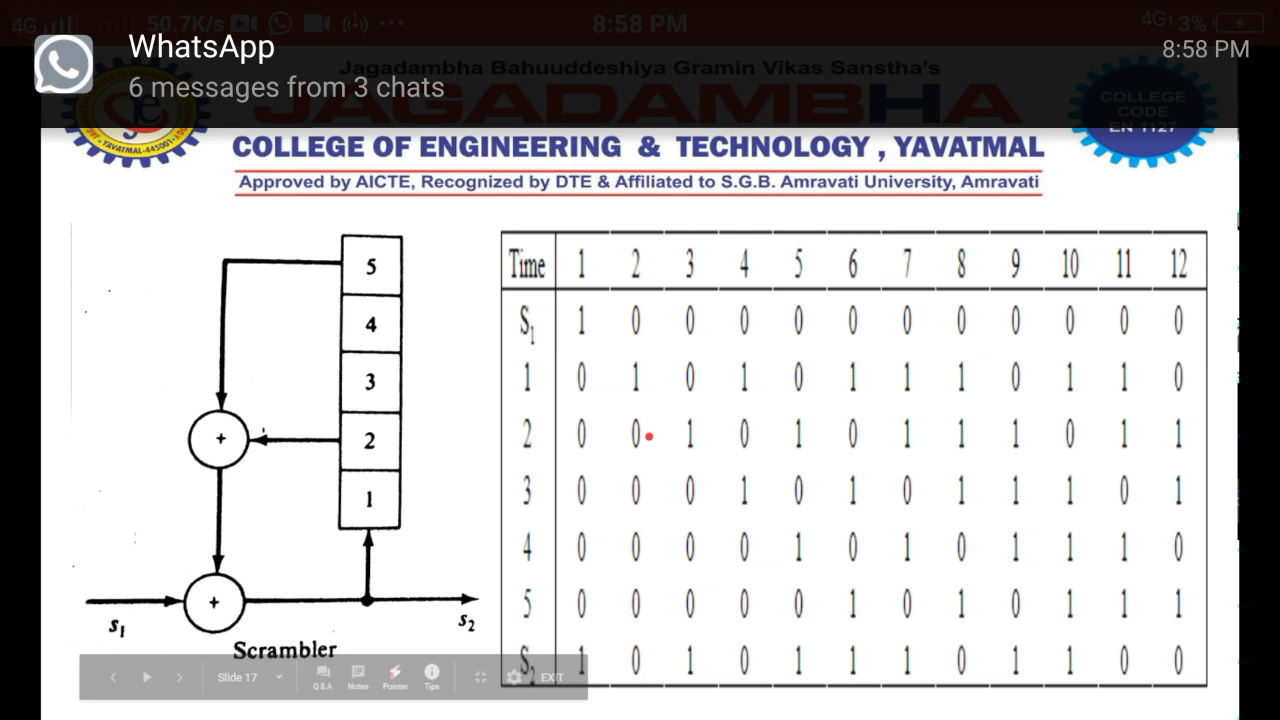 4G 50.7K/s 8:58 PM 4G 13%
WhatsApp
8:58 PM
6 messages from 3 chats
Jagadambha Bahuuddeshiya Gramin Vikas Sanstha's
JAGADAMBHA
COLLEGE
CODE
EN 1127
YAVATMAL-445001
COLLEGE OF ENGINEERING & TECHNOLOGY , YAVATMAL
Approved by AICTE, Recognized by DTE & Affiliated to S.G.B. Amravati University, Amravati
5
4
3
2
1
+
+
S1
S2
Scrambler
Time 1 2 3 4 5 6 7 8 9 10 11 12
S1 1 0 0 0 0 0 0 0 0 0 0 0
1 0 1 0 1 0 1 1 1 0 1 1 0
2 0 0 1 0 1 0 1 1 1 0 1 1
3 0 0 0 1 0 1 0 1 1 1 0 1
4 0 0 0 0 1 0 1 0 1 1 1 0
5 0 0 0 0 0 1 0 1 0 1 1 1
S2 1 0 1 0 1 1 1 0 1 1 0 0
Slide 17
Q & A Notes Pointer Tips
EXIT